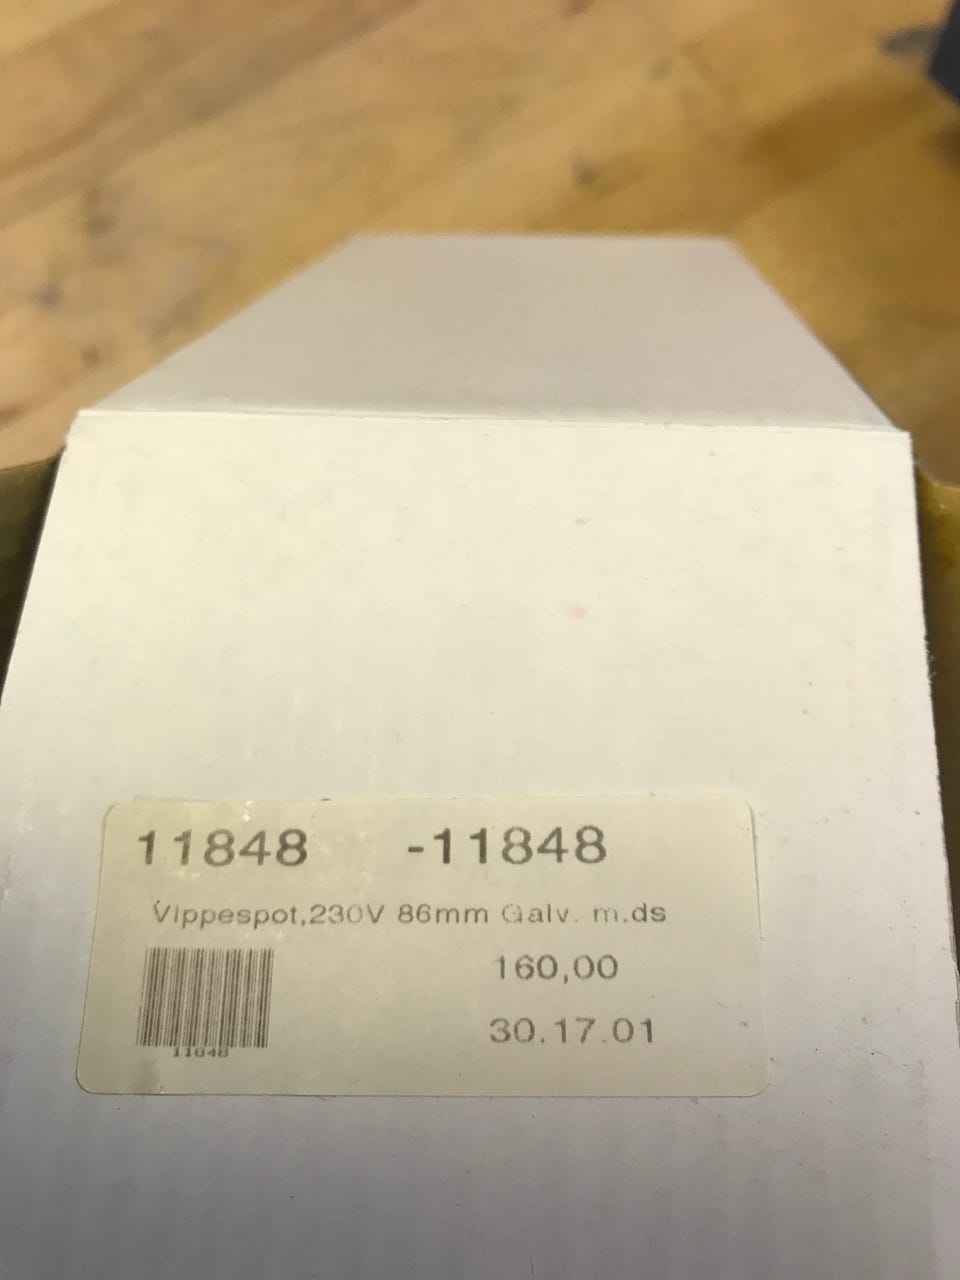 11848 -11848
Vippespot,230V 86mm Galv. m.ds
160,00
30.17.01
11848